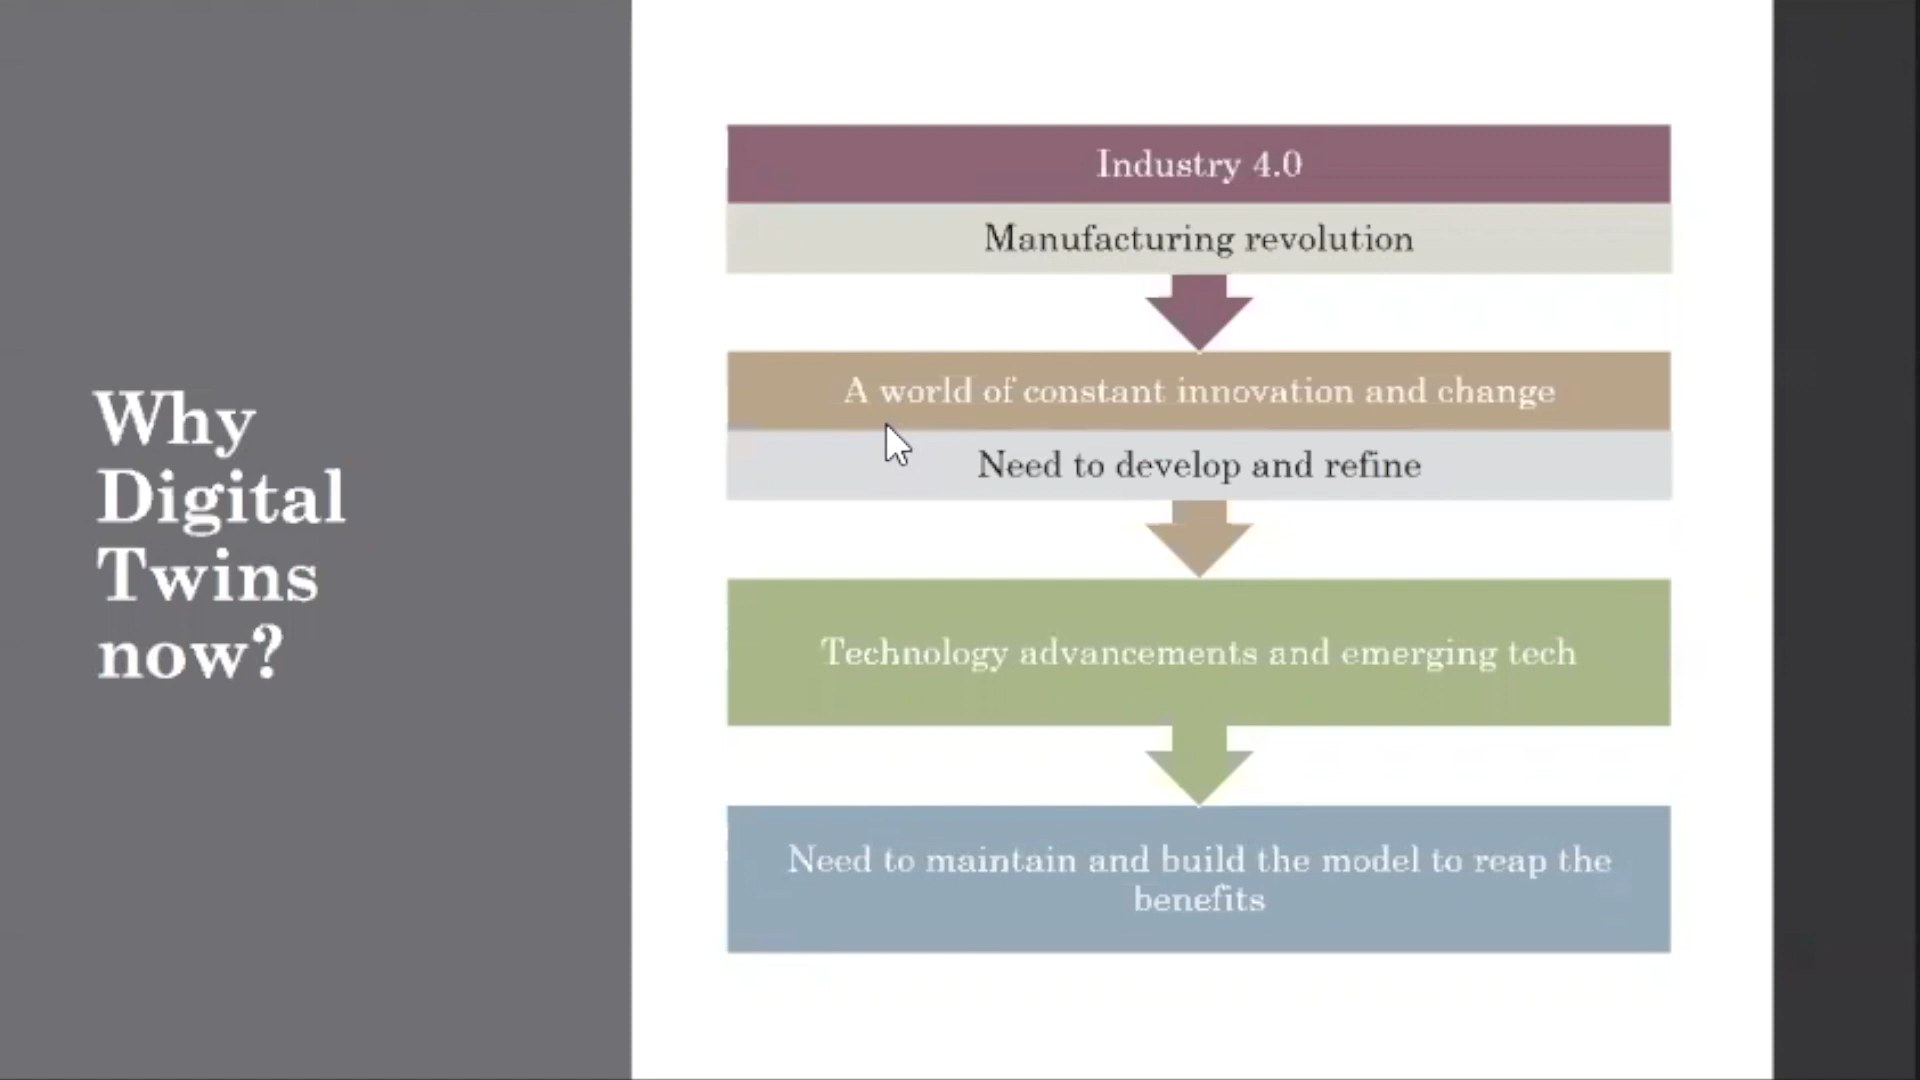 Why
Digital
Twins
now?
Industry 4.0
Manufacturing revolution
A world of constant innovation and change
Need to develop and refine
Technology advancements and emerging tech
Need to maintain and build the model to reap the
benefits